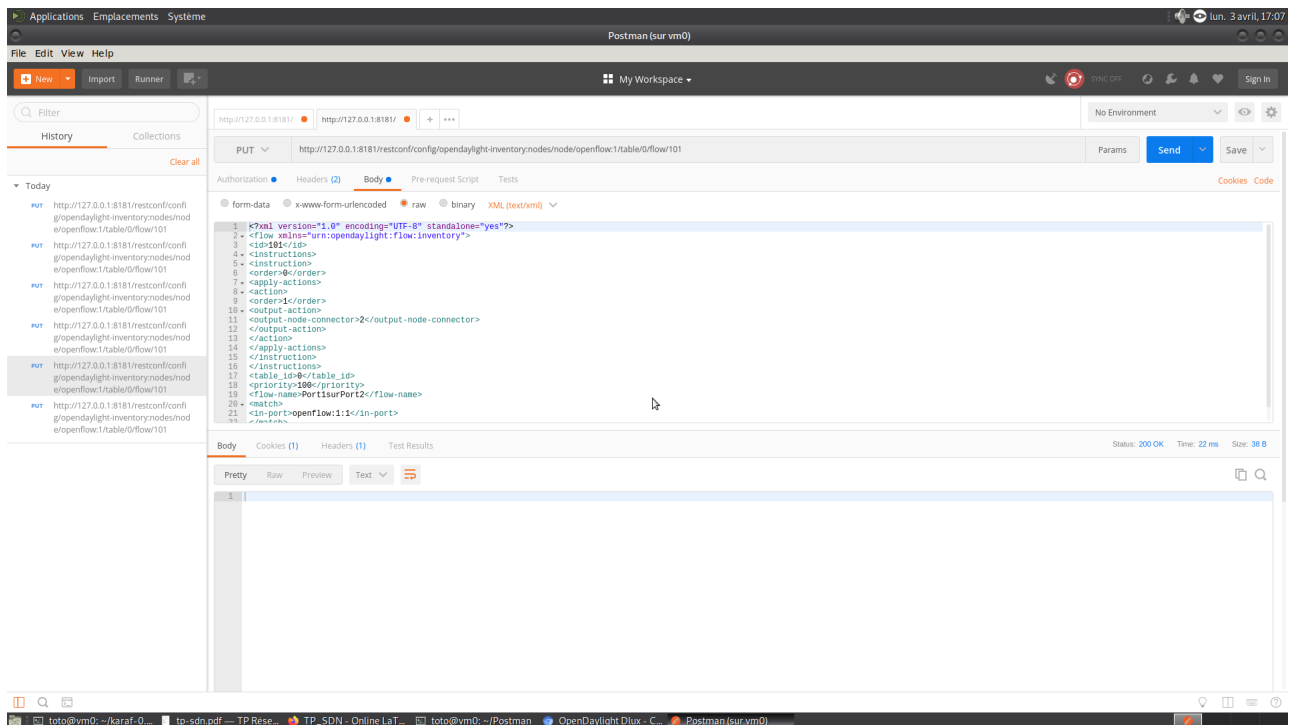 Applications Emplacements Système
lun. 3 avril, 17:07
Postman (sur vm0)
File Edit View Help
New
Import
Runner
My Workspace
SYNC OFF
Sign In
Filter
History
Collections
Clear all
Today
PUT http://127.0.0.1:8181/restconf/confi
g/opendaylight-inventory:nodes/nod
e/openflow:1/table/0/flow/101
PUT http://127.0.0.1:8181/restconf/confi
g/opendaylight-inventory:nodes/nod
e/openflow:1/table/0/flow/101
PUT http://127.0.0.1:8181/restconf/confi
g/opendaylight-inventory:nodes/nod
e/openflow:1/table/0/flow/101
PUT http://127.0.0.1:8181/restconf/confi
g/opendaylight-inventory:nodes/nod
e/openflow:1/table/0/flow/101
PUT http://127.0.0.1:8181/restconf/confi
g/opendaylight-inventory:nodes/nod
e/openflow:1/table/0/flow/101
PUT http://127.0.0.1:8181/restconf/confi
g/opendaylight-inventory:nodes/nod
e/openflow:1/table/0/flow/101
http://127.0.0.1:8181/
http://127.0.0.1:8181/
+
•••
No Environment
PUT
http://127.0.0.1:8181/restconf/config/opendaylight-inventory:nodes/node/openflow:1/table/0/flow/101
Params
Send
Save
Authorization
Headers (2)
Body
Pre-request Script
Tests
Cookies Code
form-data
x-www-form-urlencoded
raw
binary
XML (text/xml)
1 <?xml version="1.0" encoding="UTF-8" standalone="yes"?>
2 <flow xmlns="urn:opendaylight:flow:inventory">
3 <id>101</id>
4 <instructions>
5 <instruction>
6 <order>0</order>
7 <apply-actions>
8 <action>
9 <order>1</order>
10 <output-action>
11 <output-node-connector>2</output-node-connector>
12 </output-action>
13 </action>
14 </apply-actions>
15 </instruction>
16 </instructions>
17 <table_id>0</table_id>
18 <priority>100</priority>
19 <flow-name>Port1surPort2</flow-name>
20 <match>
21 <in-port>openflow:1:1</in-port>
22 </match>
Body
Cookies (1)
Headers (1)
Test Results
Status: 200 OK
Time: 22 ms
Size: 38 B
Pretty
Raw
Preview
Text
1
toto@vm0: ~/karaf-0....
tp-sdn.pdf — TP Rése...
TP_SDN - Online LaT...
toto@vm0: ~/Postman
OpenDaylight Dlux - C...
Postman (sur vm0)